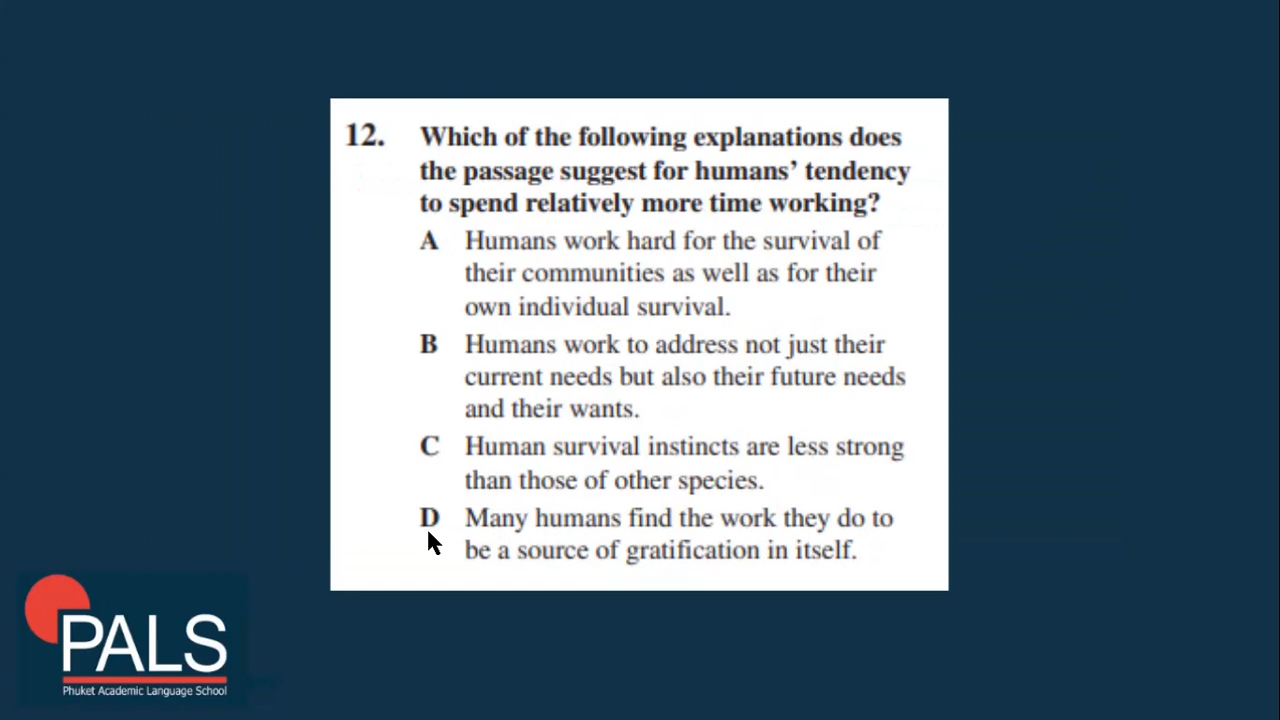 12. Which of the following explanations does
the passage suggest for humans’ tendency
to spend relatively more time working?
A Humans work hard for the survival of
their communities as well as for their
own individual survival.
B Humans work to address not just their
current needs but also their future needs
and their wants.
C Human survival instincts are less strong
than those of other species.
D Many humans find the work they do to
be a source of gratification in itself.
PALS
Phuket Academic Language School